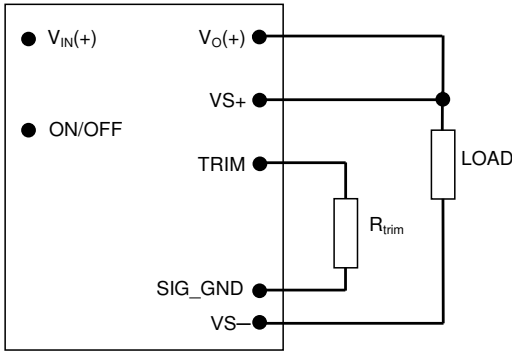 V_IN(+)
V_O(+)
VS+
ON/OFF
TRIM
LOAD
R_trim
SIG_GND
VS─